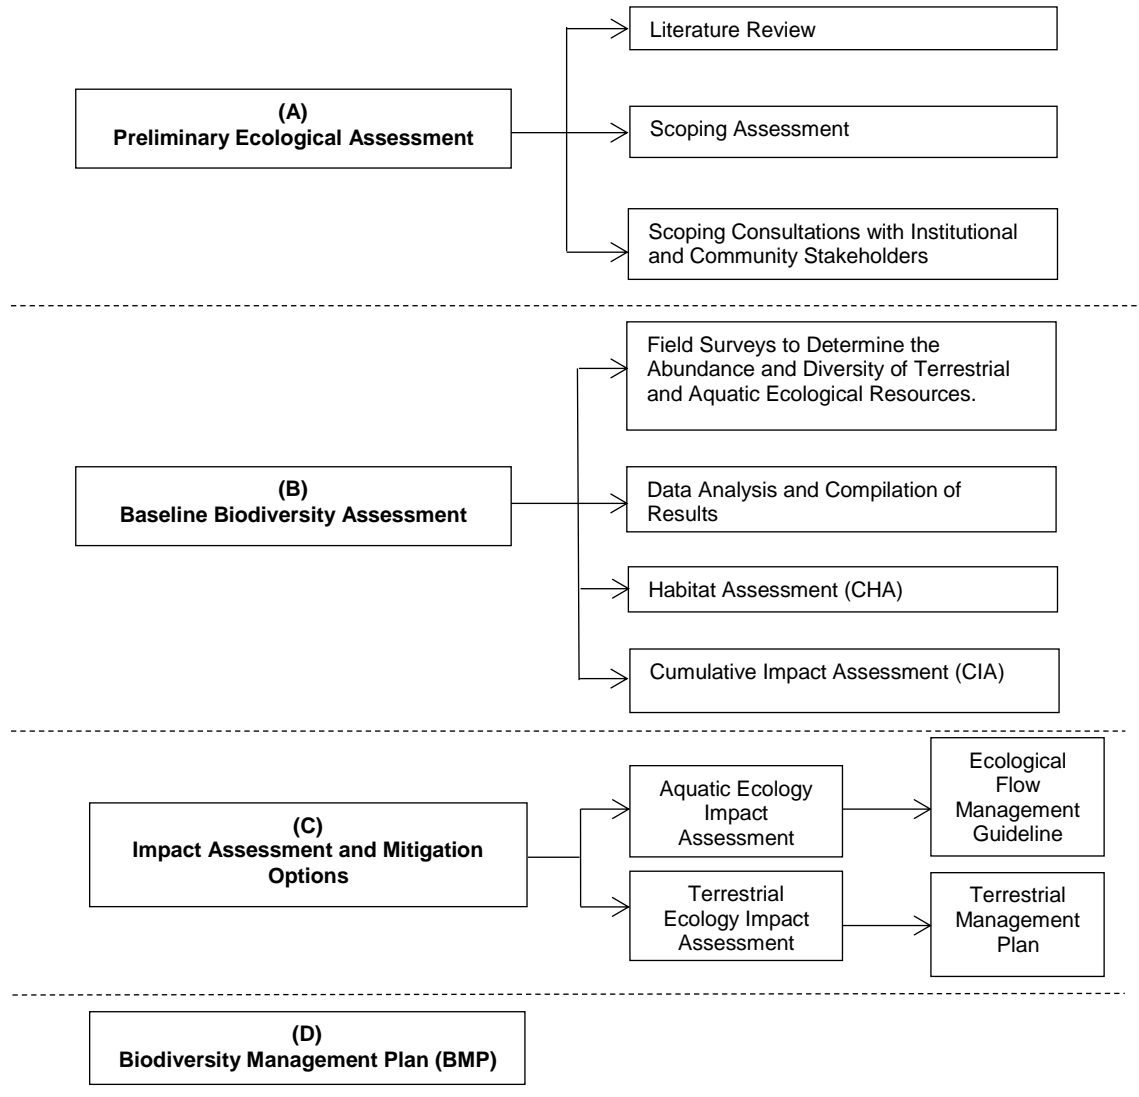 Literature Review
(A)
Preliminary Ecological Assessment
Scoping Assessment
Scoping Consultations with Institutional
and Community Stakeholders
Field Surveys to Determine the
Abundance and Diversity of Terrestrial
and Aquatic Ecological Resources.
(B)
Baseline Biodiversity Assessment
Data Analysis and Compilation of
Results
Habitat Assessment (CHA)
Cumulative Impact Assessment (CIA)
(C)
Impact Assessment and Mitigation
Options
Aquatic Ecology
Impact
Assessment
Ecological
Flow
Management
Guideline
Terrestrial
Ecology Impact
Assessment
Terrestrial
Management
Plan
(D)
Biodiversity Management Plan (BMP)